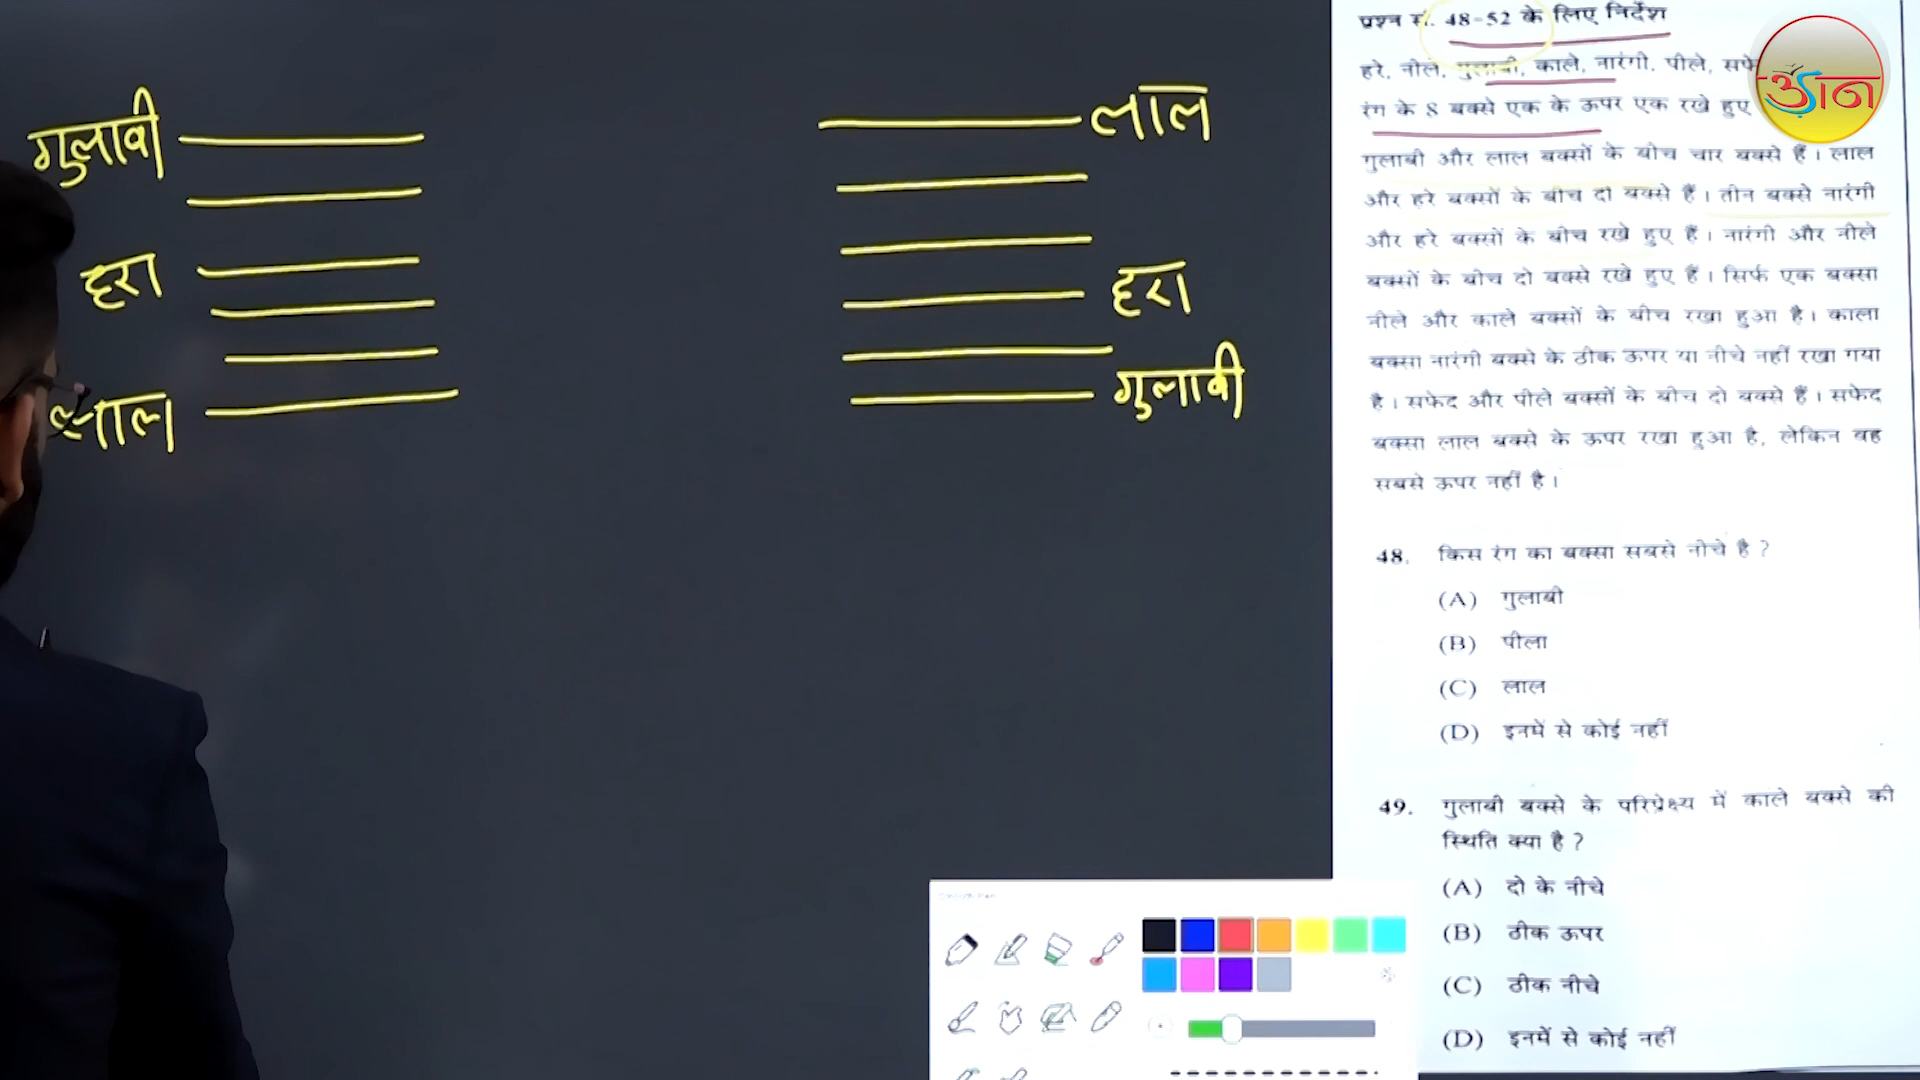 गुलाबी
हरा
लाल
लाल
हरा
गुलाबी
प्रश्न सं. 48-52 के लिए निर्देश
हरे, नीले, गुलाबी, काले, नारंगी, पीले, सफे
रंग के 8 बक्से एक के ऊपर एक रखे हुए
गुलाबी और लाल बक्सों के बीच चार बक्से हैं। लाल
और हरे बक्सों के बीच दो बक्से हैं। तीन बक्से नारंगी
और हरे बक्सों के बीच रखे हुए हैं। नारंगी और नीले
बक्सों के बीच दो बक्से रखे हुए हैं। सिर्फ एक बक्सा
नीले और काले बक्सों के बीच रखा हुआ है। काला
बक्सा नारंगी बक्से के ठीक ऊपर या नीचे नहीं रखा गया
है। सफेद और पीले बक्सों के बीच दो बक्से हैं। सफेद
बक्सा लाल बक्से के ऊपर रखा हुआ है, लेकिन वह
सबसे ऊपर नहीं है।
48. किस रंग का बक्सा सबसे नीचे है ?
(A) गुलाबी
(B) पीला
(C) लाल
(D) इनमें से कोई नहीं
49. गुलाबी बक्से के परिप्रेक्ष्य में काले बक्से की
स्थिति क्या है ?
(A) दो के नीचे
(B) ठीक ऊपर
(C) ठीक नीचे
(D) इनमें से कोई नहीं